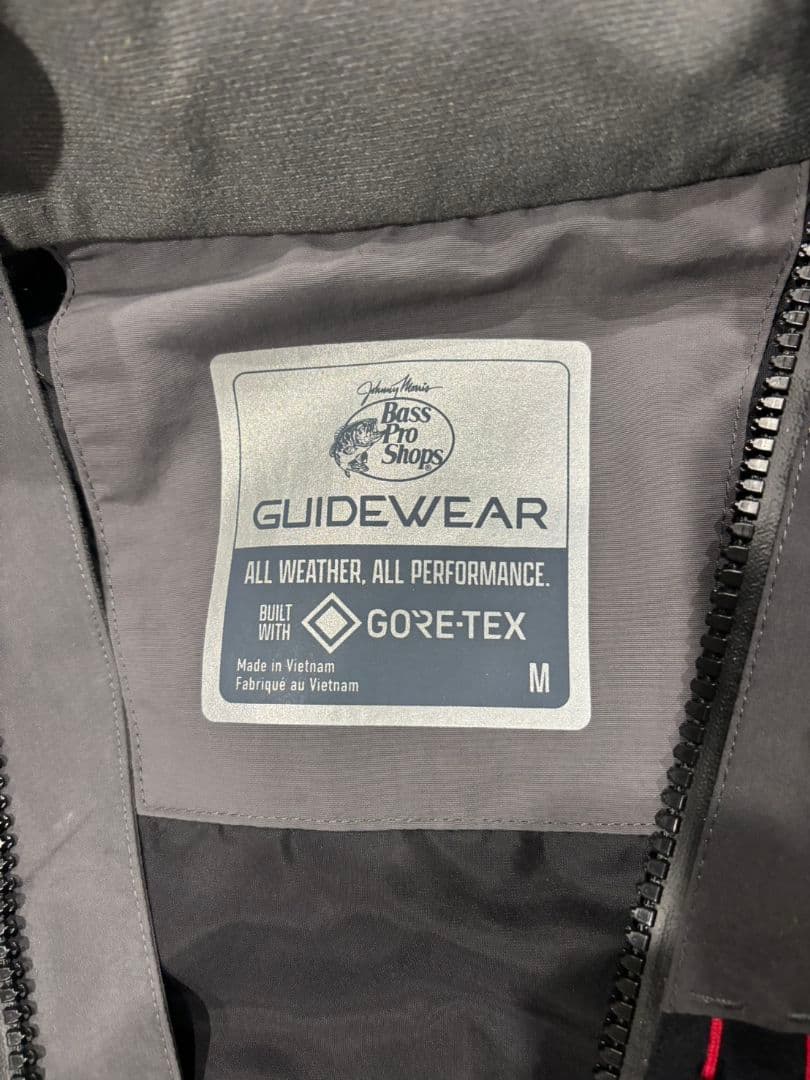 Johnny Morris
Bass
Pro
Shops®
GUIDEWEAR
ALL WEATHER, ALL PERFORMANCE.
BUILT
WITH
GORE-TEX
Made in Vietnam
Fabriqué au Vietnam
M